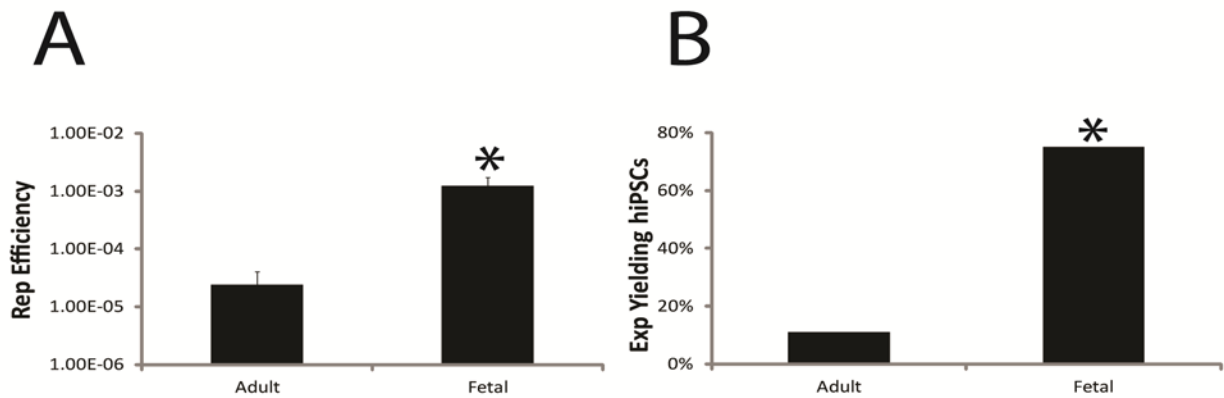 A
Rep Efficiency
1.00E-02
1.00E-03
1.00E-04
1.00E-05
1.00E-06
*
Adult
Fetal
B
Exp Yielding hiPSCs
80%
60%
40%
20%
0%
*
Adult
Fetal